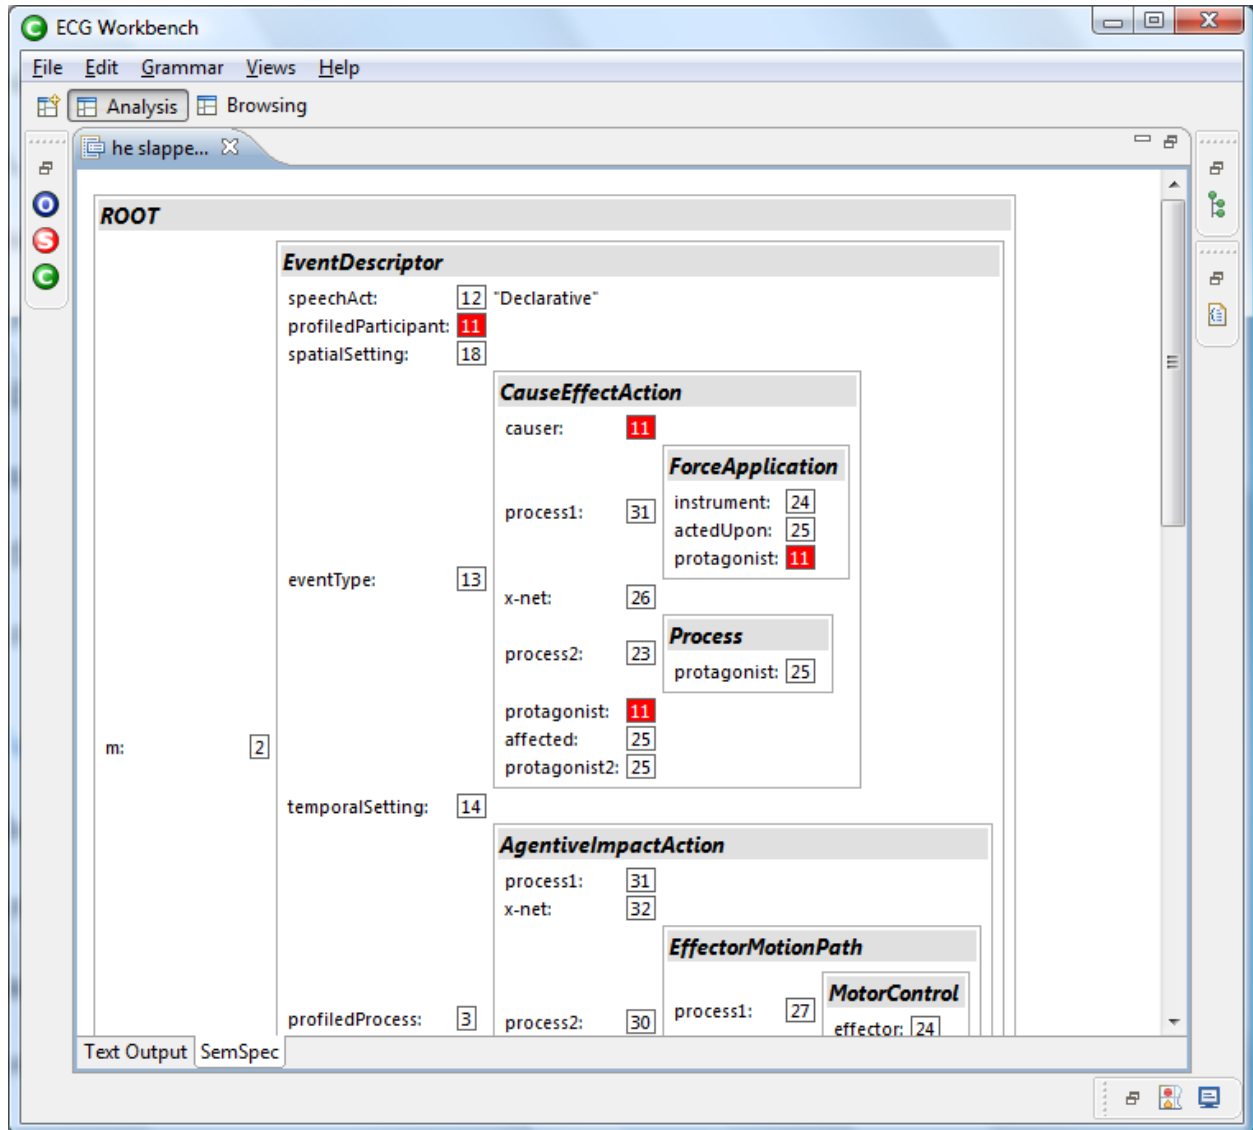 ECG Workbench
File Edit Grammar Views Help
Analysis Browsing
he slappe...
ROOT
EventDescriptor
speechAct: 12 "Declarative"
profiledParticipant: 11
spatialSetting: 18
CauseEffectAction
causer: 11
ForceApplication
instrument: 24
process1: 31
actedUpon: 25
protagonist: 11
eventType: 13
x-net: 26
Process
process2: 23
protagonist: 25
protagonist: 11
affected: 25
m: 2
protagonist2: 25
temporalSetting: 14
AgentiveImpactAction
process1: 31
x-net: 32
EffectorMotionPath
MotorControl
process1: 27
profiledProcess: 3
process2: 30
effector: 24
Text Output SemSpec